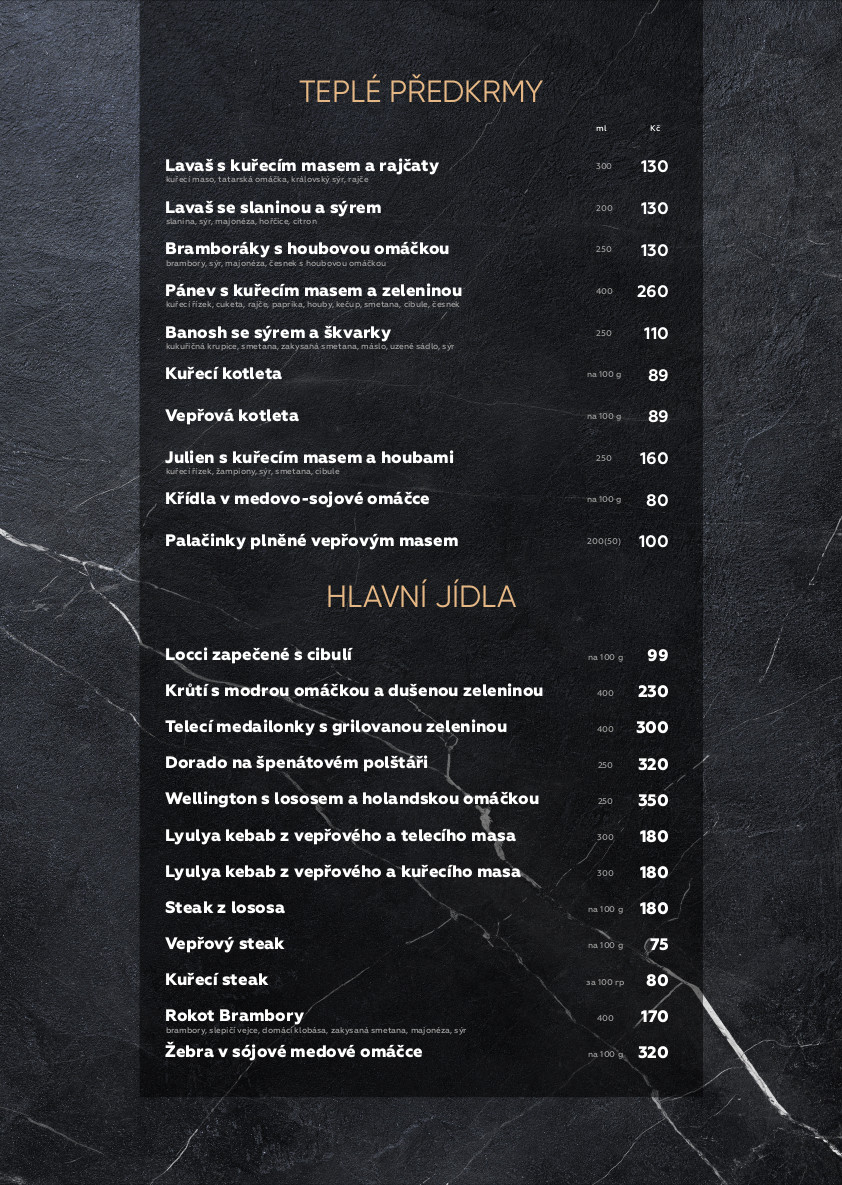 TEPLÉ PŘEDKRMY
ml Kč
Lavaš s kuřecím masem a rajčaty 300 130
kuřecí maso, tatarská omáčka, královský sýr, rajče
Lavaš se slaninou a sýrem 200 130
slanina, sýr, majonéza, hořčice, citron
Bramboráky s houbovou omáčkou 250 130
brambory, sýr, majonéza, česnek s houbovou omáčkou
Pánev s kuřecím masem a zeleninou 400 260
kuřecí řízek, cuketa, rajče, paprika, houby, kečup, smetana, cibule, česnek
Banosh se sýrem a škvarky 250 110
kukuřičná krupice, smetana, zakysaná smetana, máslo, uzené sádlo, sýr
Kuřecí kotleta na 100 g 89
Vepřová kotleta na 100 g 89
Julien s kuřecím masem a houbami 250 160
kuřecí řízek, žampiony, sýr, smetana, cibule
Křídla v medovo-sojové omáčce na 100 g 80
Palačinky plněné vepřovým masem 200(50) 100
HLAVNÍ JÍDLA
Locci zapečené s cibulí na 100 g 99
Krůtí s modrou omáčkou a dušenou zeleninou 400 230
Telecí medailonky s grilovanou zeleninou 400 300
Dorado na špenátovém polštáři 250 320
Wellington s lososem a holandskou omáčkou 250 350
Lyulya kebab z vepřového a telecího masa 300 180
Lyulya kebab z vepřového a kuřecího masa 300 180
Steak z lososa na 100 g 180
Vepřový steak na 100 g 75
Kuřecí steak за 100 гр 80
Rokot Brambory 400 170
brambory, slepičí vejce, domácí klobása, zakysaná smetana, majonéza, sýr
Žebra v sójové medové omáčce na 100 g 320